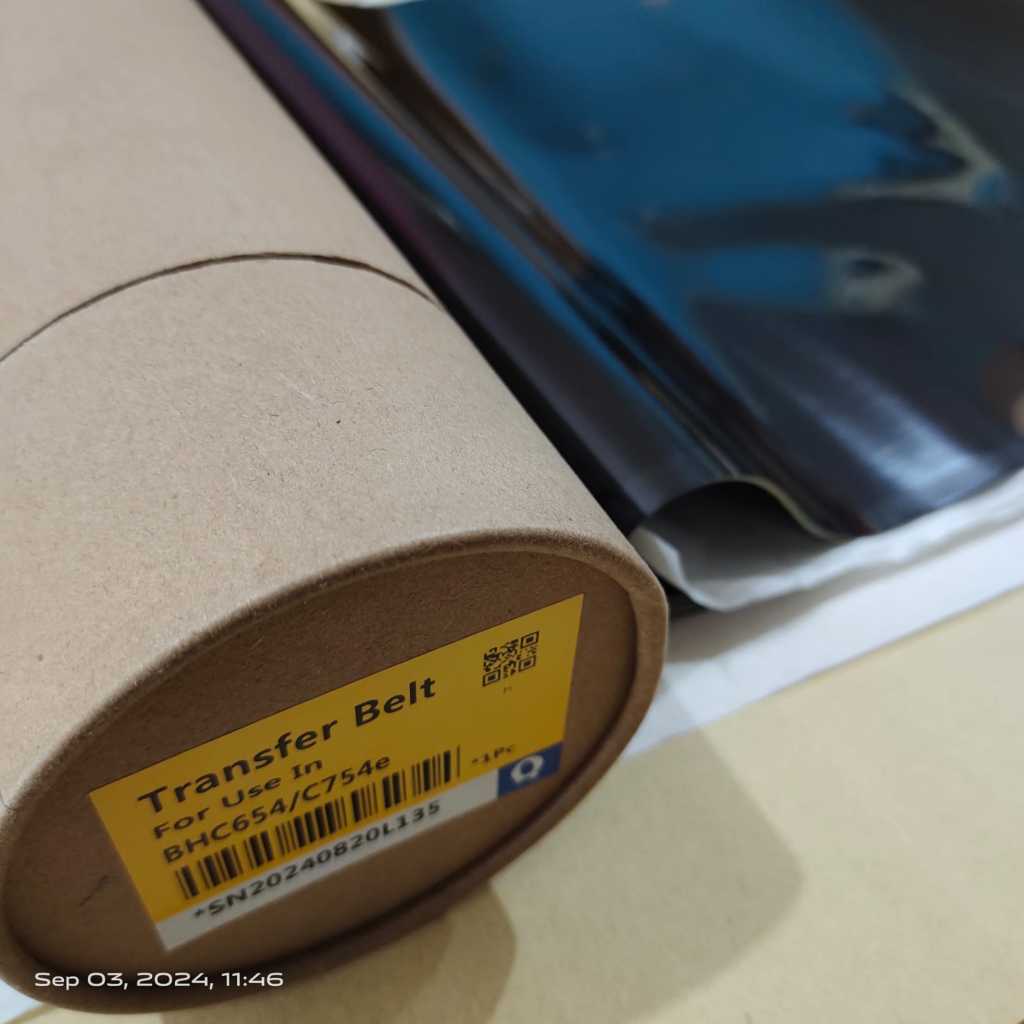 Transfer Belt
For Use In
BHC654/C754e
*1Pc
*SN20240820L135
Q
Sep 03, 2024, 11:46